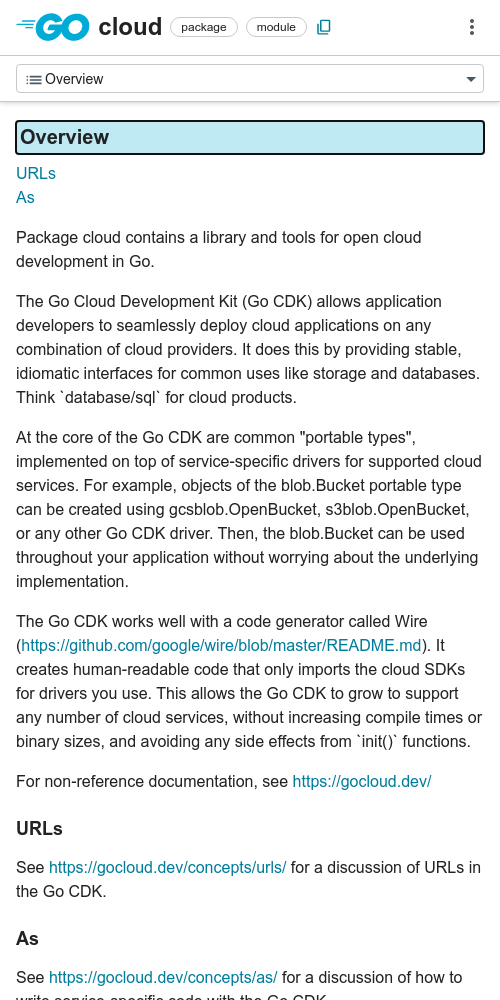 GO cloud package module
Overview
Overview
URLs
As
Package cloud contains a library and tools for open cloud
development in Go.
The Go Cloud Development Kit (Go CDK) allows application
developers to seamlessly deploy cloud applications on any
combination of cloud providers. It does this by providing stable,
idiomatic interfaces for common uses like storage and databases.
Think `database/sql` for cloud products.
At the core of the Go CDK are common "portable types",
implemented on top of service-specific drivers for supported cloud
services. For example, objects of the blob.Bucket portable type
can be created using gcsblob.OpenBucket, s3blob.OpenBucket,
or any other Go CDK driver. Then, the blob.Bucket can be used
throughout your application without worrying about the underlying
implementation.
The Go CDK works well with a code generator called Wire
(https://github.com/google/wire/blob/master/README.md). It
creates human-readable code that only imports the cloud SDKs
for drivers you use. This allows the Go CDK to grow to support
any number of cloud services, without increasing compile times or
binary sizes, and avoiding any side effects from `init()` functions.
For non-reference documentation, see https://gocloud.dev/
URLs
See https://gocloud.dev/concepts/urls/ for a discussion of URLs in
the Go CDK.
As
See https://gocloud.dev/concepts/as/ for a discussion of how to
write service-specific code with the Go CDK.